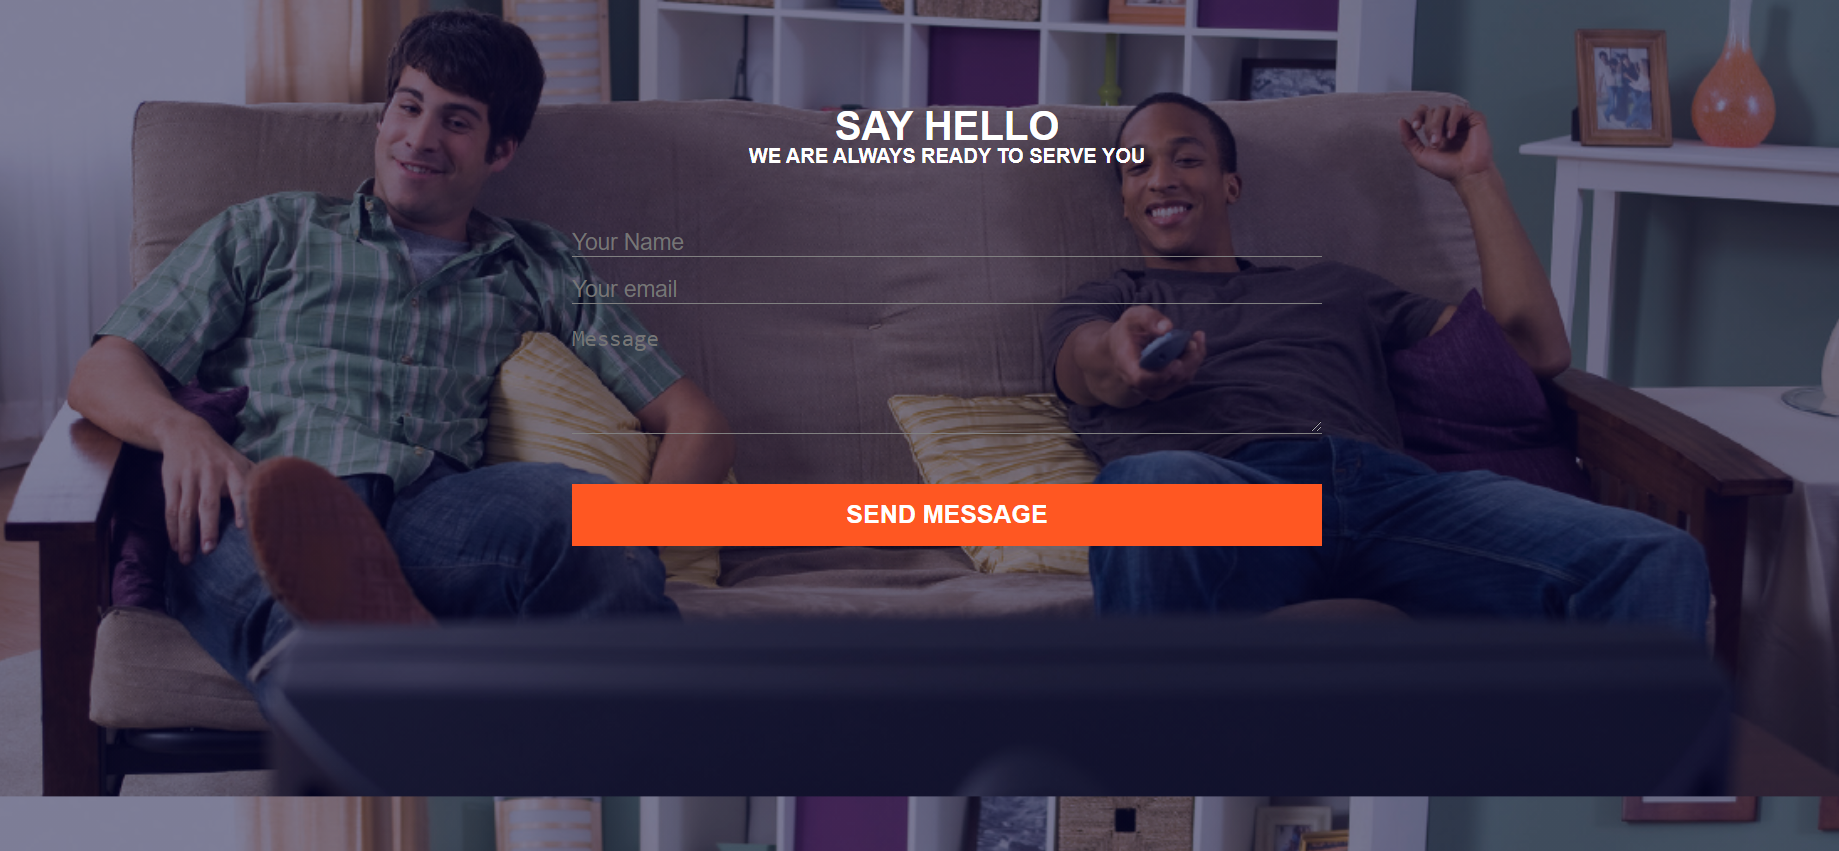 SAY HELLO
WE ARE ALWAYS READY TO SERVE YOU
Your Name
Your email
Message
SEND MESSAGE